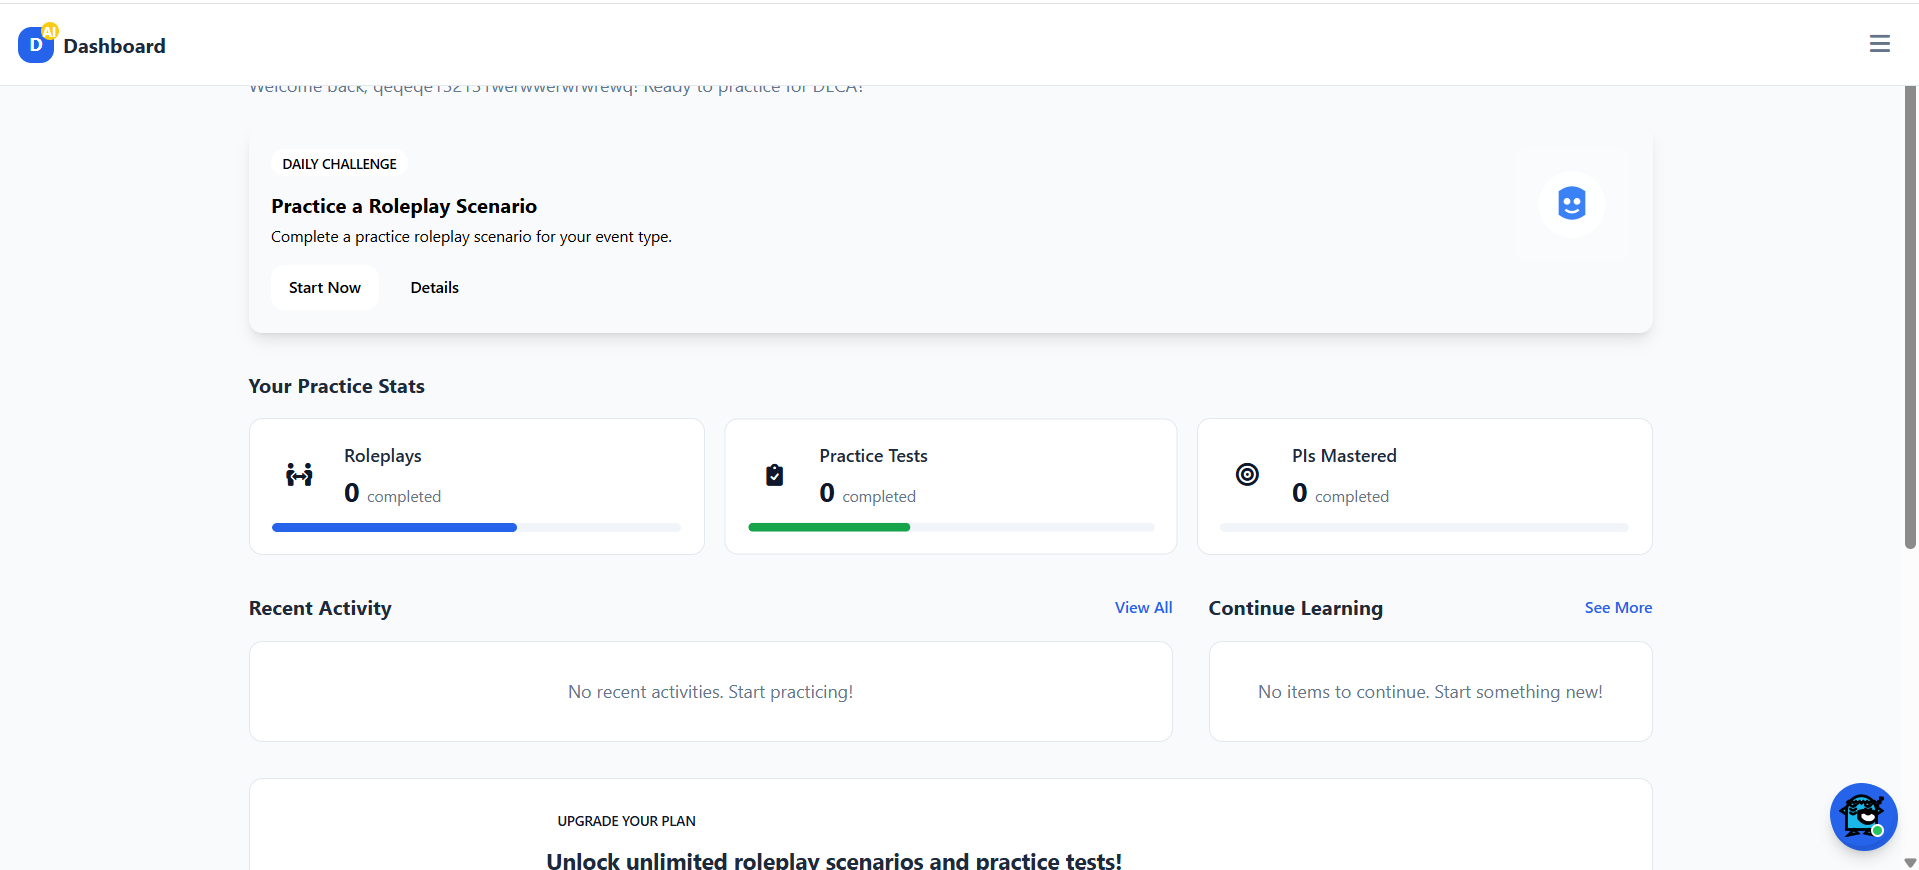 D
AI
Dashboard
Welcome back, qeqeqe132131werwwerwrwrewq! Ready to practice for DECA!
DAILY CHALLENGE
Practice a Roleplay Scenario
Complete a practice roleplay scenario for your event type.
Start Now
Details
Your Practice Stats
Roleplays
0 completed
Practice Tests
0 completed
PIs Mastered
0 completed
Recent Activity
View All
Continue Learning
See More
No recent activities. Start practicing!
No items to continue. Start something new!
UPGRADE YOUR PLAN
Unlock unlimited roleplay scenarios and practice tests!